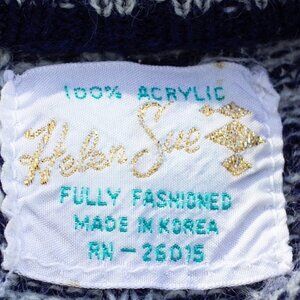 100% ACRYLIC
Helen Sue
FULLY FASHIONED
MADE IN KOREA
RN-26015